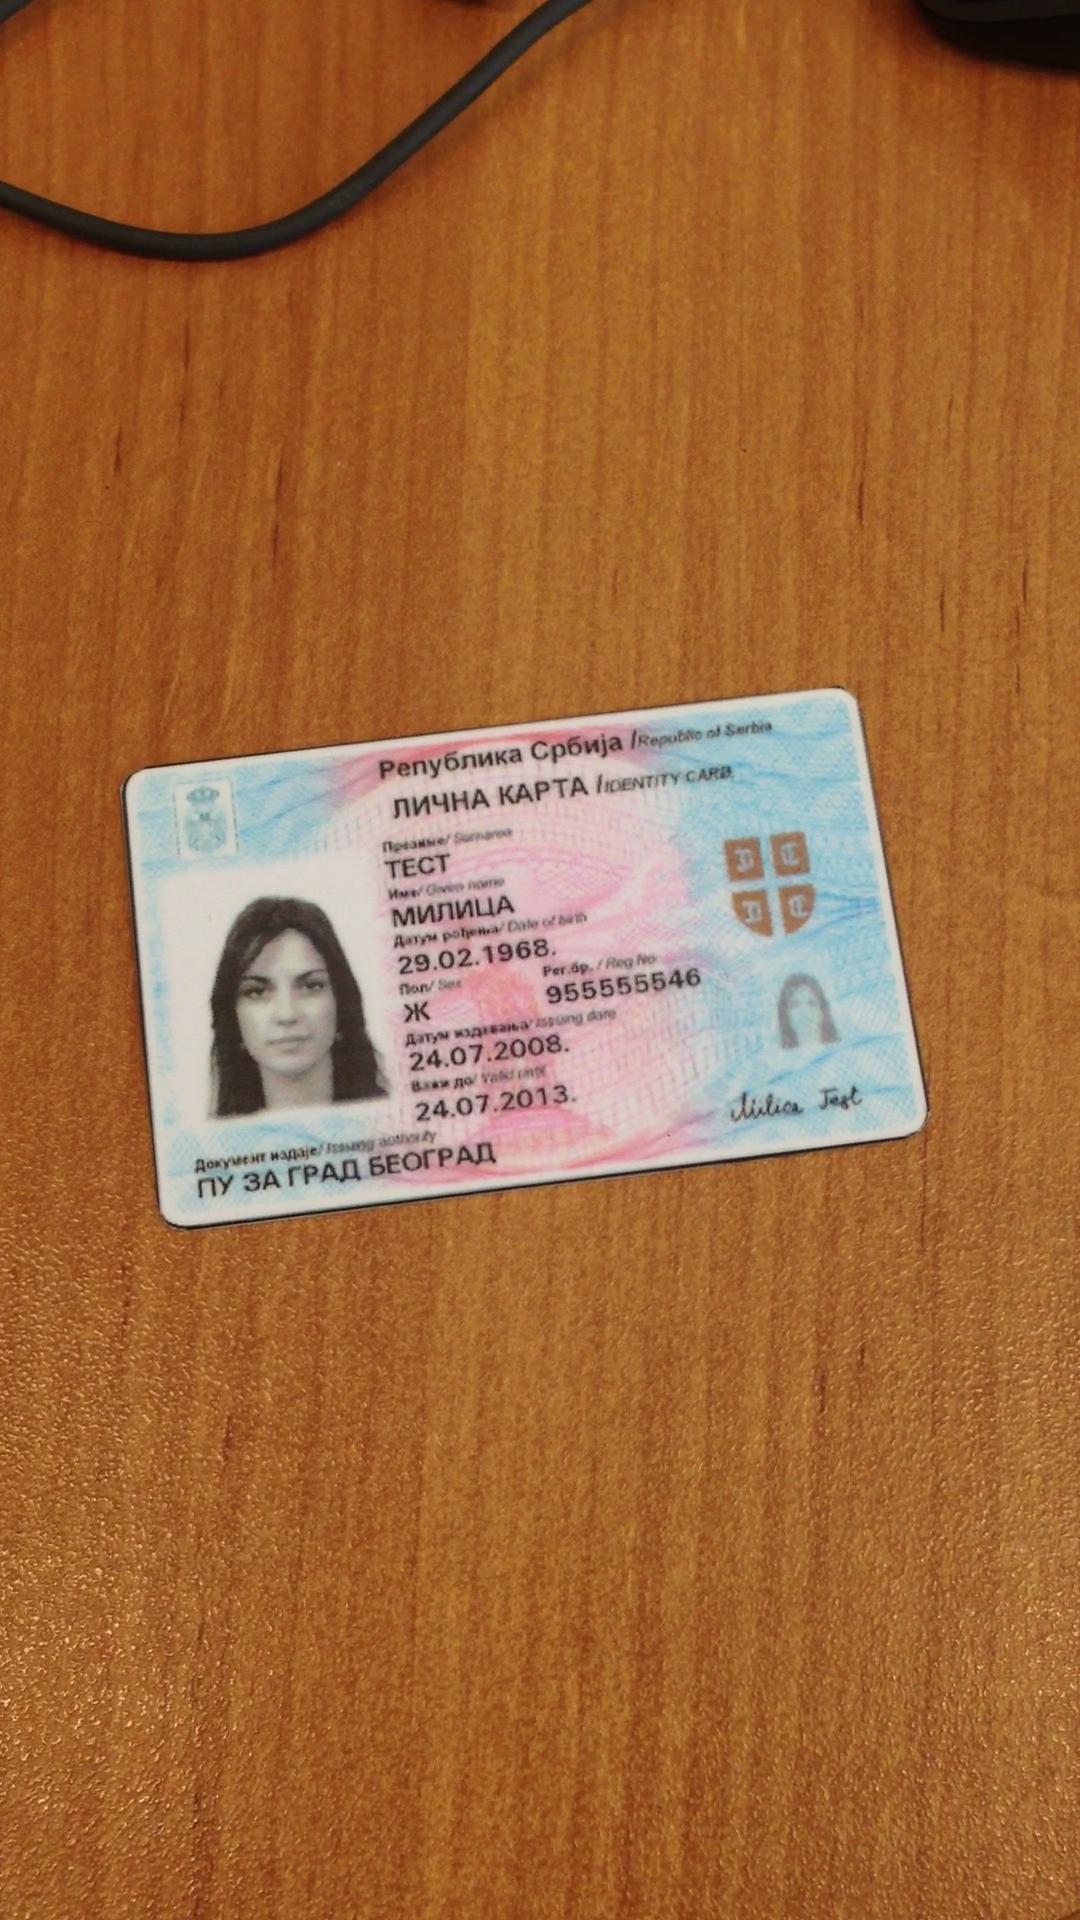 Република Србија /Republic of Serbia
ЛИЧНА КАРТА /IDENTITY CARD
Презиме/ Surname
ТЕСТ
Име/ Given name
МИЛИЦА
Датум рођења/ Date of birth
29.02.1968.
Пол/ Sex
Рег.бр. / Reg No
Ж
955555546
Датум издавања/ Issuing date
24.07.2008.
Важи до/ Valid until
24.07.2013.
Документ издаје/ Issuing authority
ПУ ЗА ГРАД БЕОГРАД
Milica Test